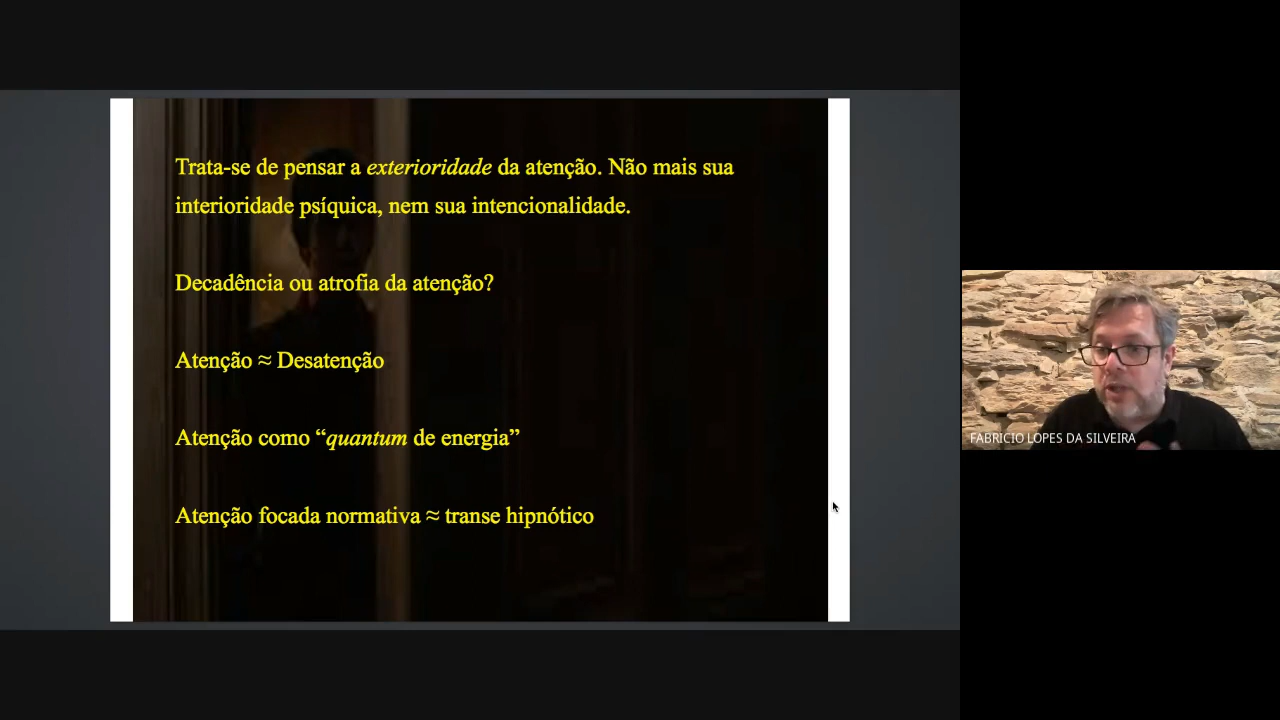 Trata-se de pensar a exterioridade da atenção. Não mais sua
interioridade psíquica, nem sua intencionalidade.
Decadência ou atrofia da atenção?
Atenção ≈ Desatenção
Atenção como “quantum de energia”
Atenção focada normativa ≈ transe hipnótico
FABRICIO LOPES DA SILVEIRA